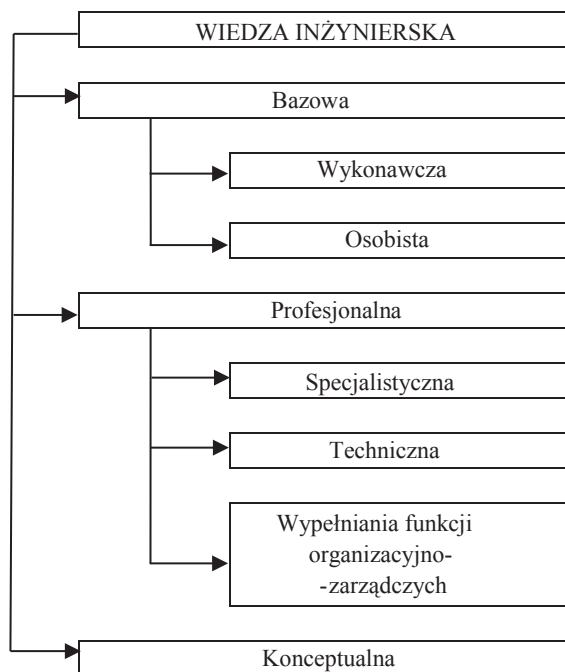 WIEDZA INŻYNIERSKA
Bazowa
Wykonawcza
Osobista
Profesjonalna
Specjalistyczna
Techniczna
Wypełniania funkcji
organizacyjno-
-zarządczych
Konceptualna